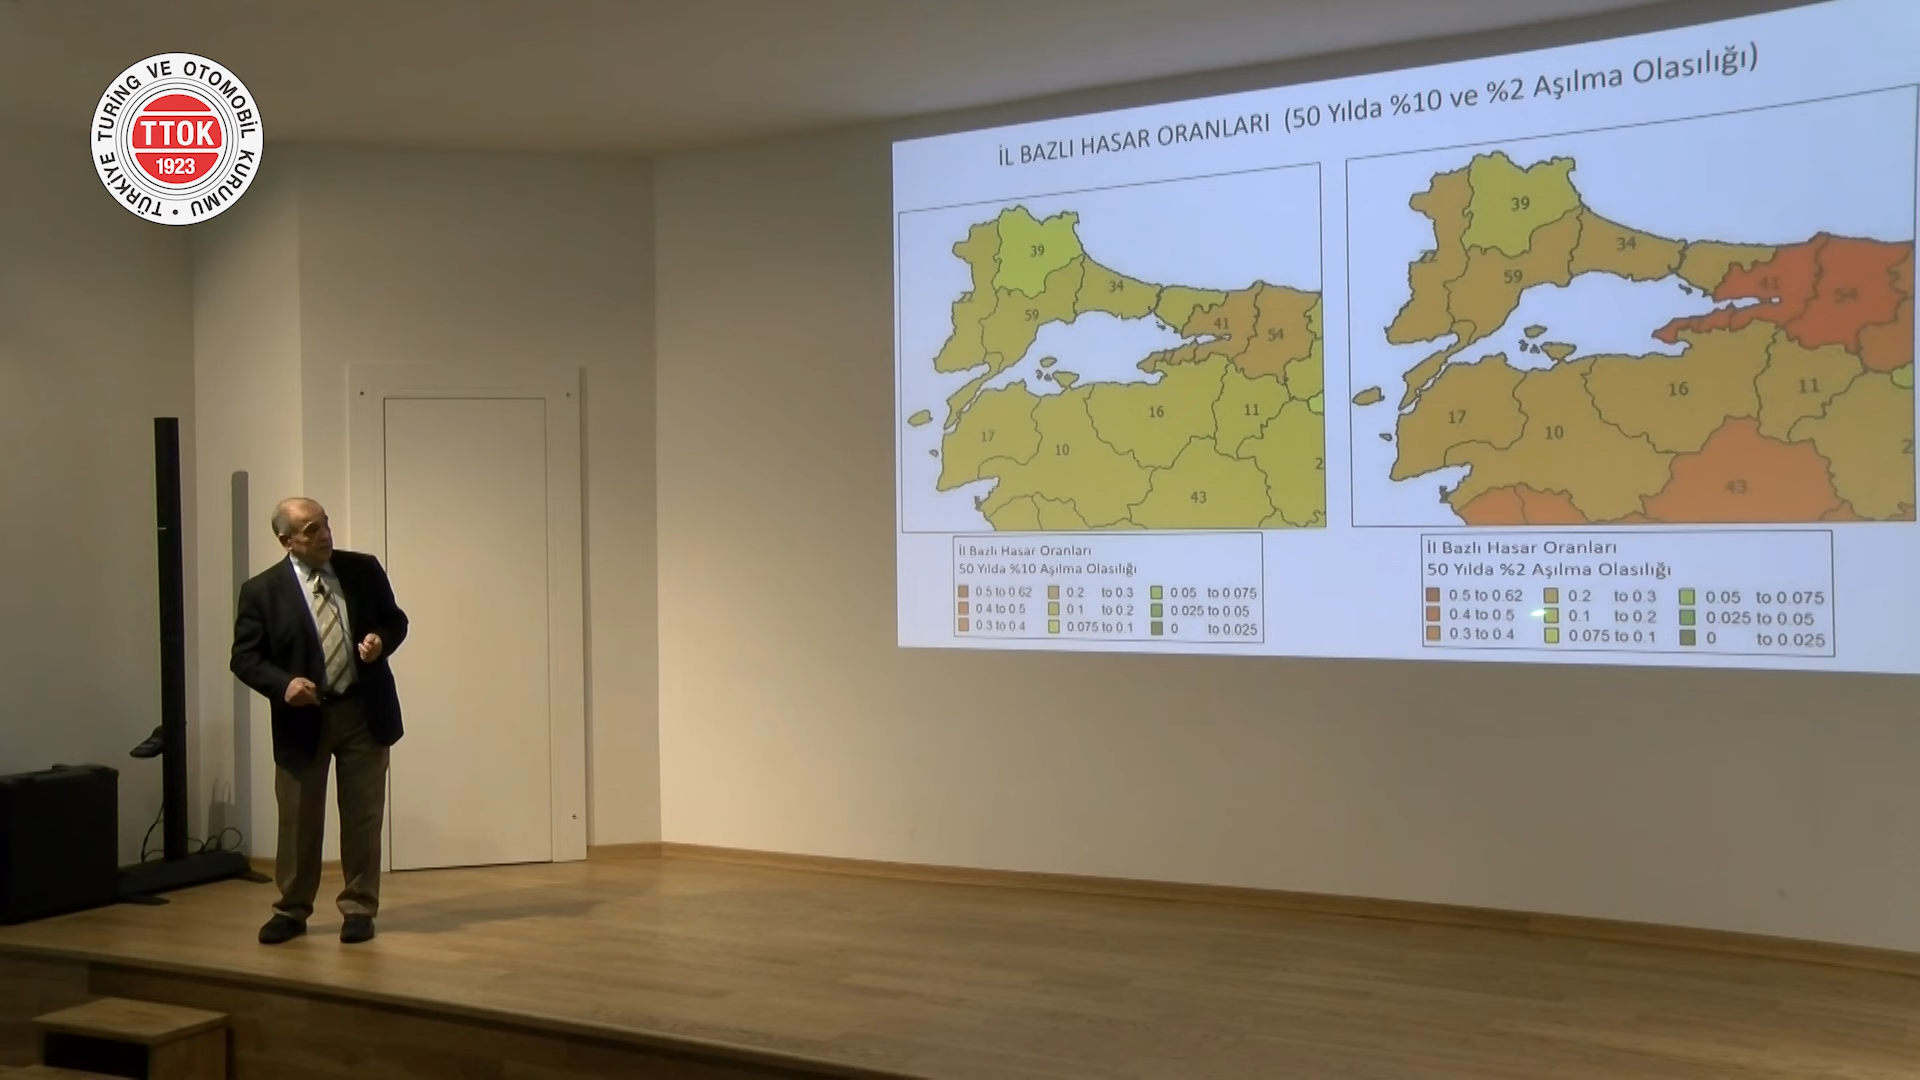 TÜRKİYE TURİNG VE OTOMOBİL KURUMU •
TTOK
1923
İL BAZLI HASAR ORANLARI (50 Yılda %10 ve %2 Aşılma Olasılığı)
39
22
34
59
41
54
16
11
17
10
43
2
İl Bazlı Hasar Oranları
50 Yılda %10 Aşılma Olasılığı
0.5 to 0.62 0.2 to 0.3 0.05 to 0.075
0.4 to 0.5 0.1 to 0.2 0.025 to 0.05
0.3 to 0.4 0.075 to 0.1 0 to 0.025
39
22
34
59
41
54
16
11
17
10
43
2
İl Bazlı Hasar Oranları
50 Yılda %2 Aşılma Olasılığı
0.5 to 0.62 0.2 to 0.3 0.05 to 0.075
0.4 to 0.5 0.1 to 0.2 0.025 to 0.05
0.3 to 0.4 0.075 to 0.1 0 to 0.025